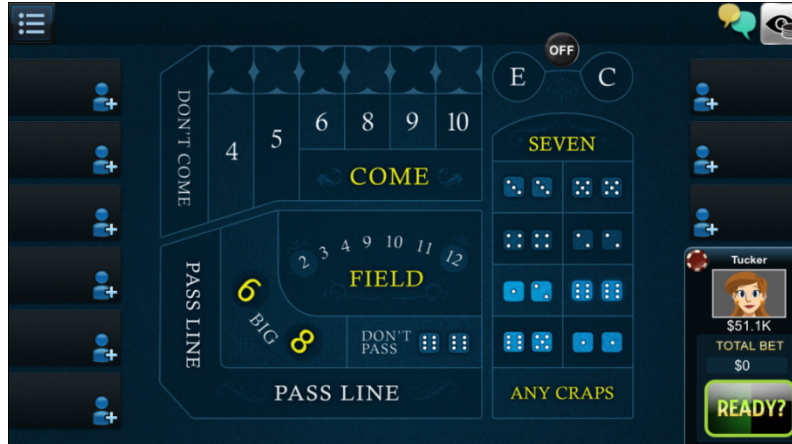 OFF
E
C
DON'T COME
4
5
6
8
9
10
COME
SEVEN
2 3 4 9 10 11 12
FIELD
PASS LINE
6
BIG
8
DON'T
PASS
PASS LINE
ANY CRAPS
Tucker
$51.1K
TOTAL BET
$0
READY?